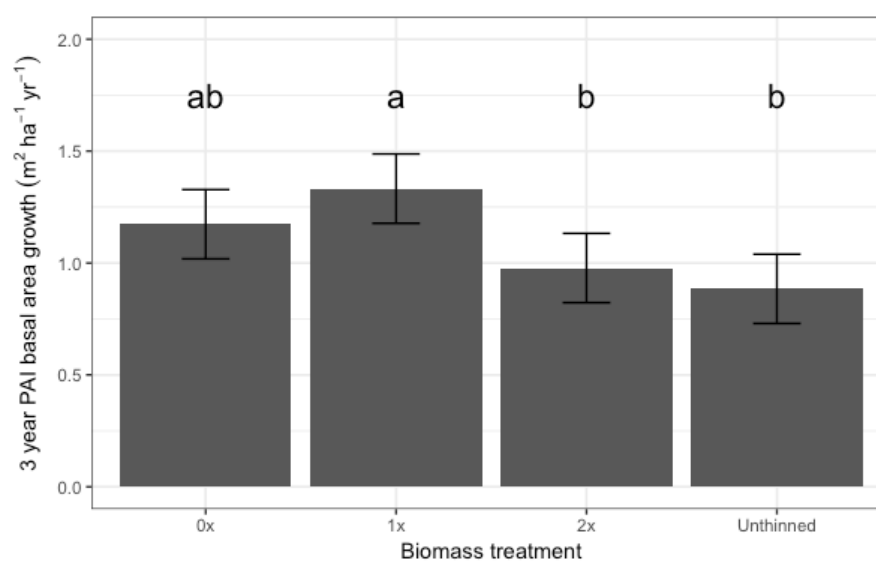 2.0
1.5
1.0
0.5
0.0
3 year PAI basal area growth (m² ha⁻¹ yr⁻¹)
ab a b b
0x 1x 2x Unthinned
Biomass treatment